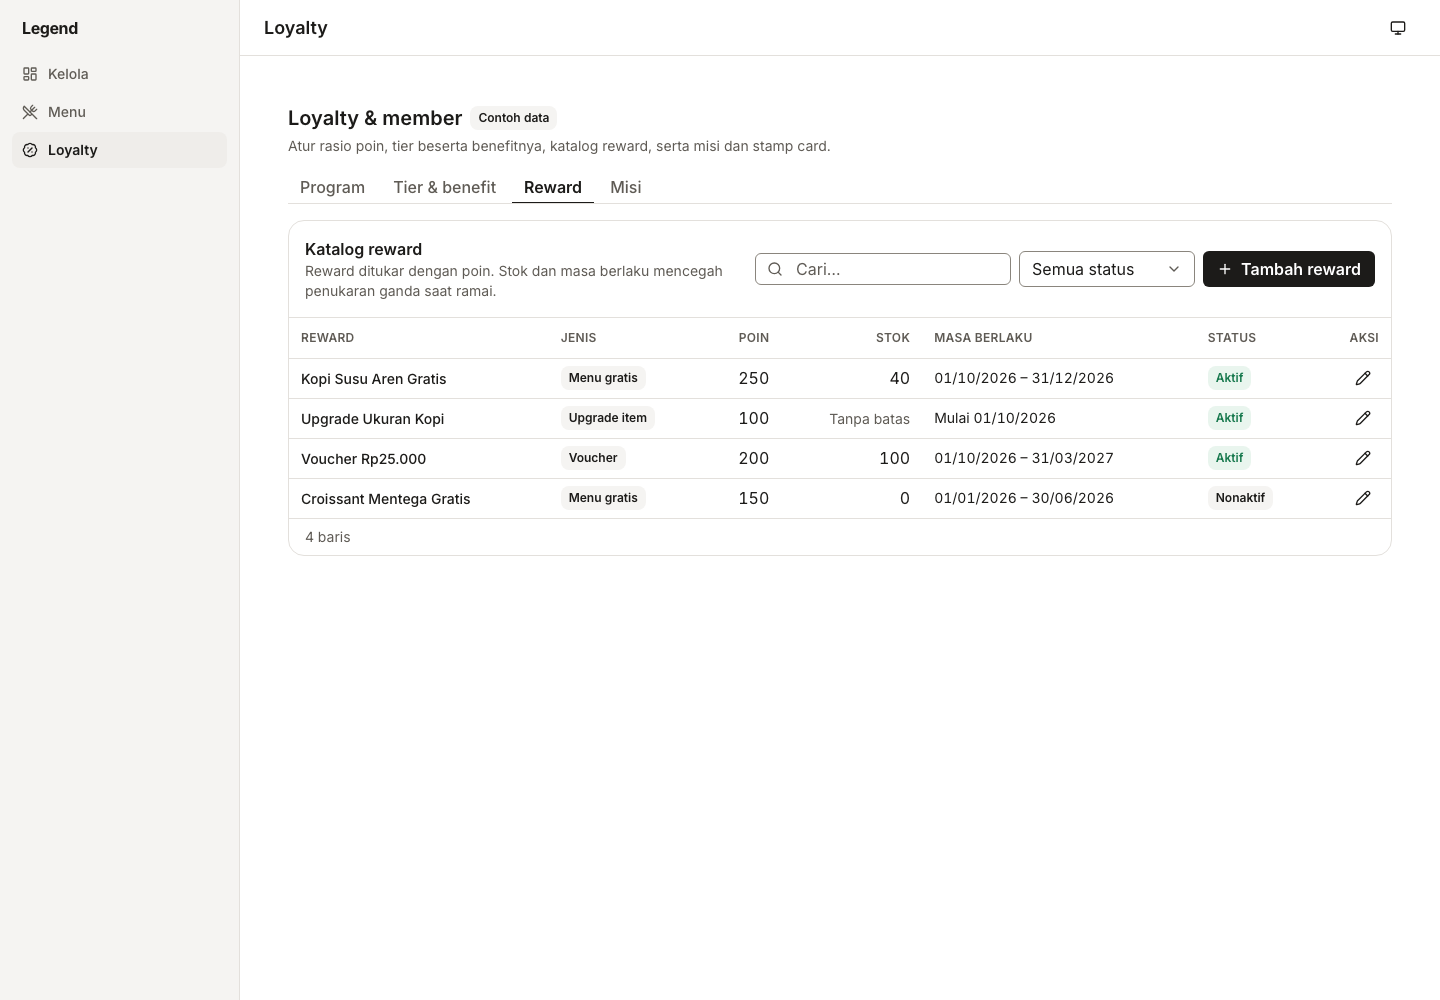 Legend
Loyalty
Kelola
Menu
Loyalty
Loyalty & member Contoh data
Atur rasio poin, tier beserta benefitnya, katalog reward, serta misi dan stamp card.
Program Tier & benefit Reward Misi
Katalog reward
Reward ditukar dengan poin. Stok dan masa berlaku mencegah
penukaran ganda saat ramai.
Cari... Semua status Tambah reward
REWARD JENIS POIN STOK MASA BERLAKU STATUS AKSI
Kopi Susu Aren Gratis Menu gratis 250 40 01/10/2026 – 31/12/2026 Aktif
Upgrade Ukuran Kopi Upgrade item 100 Tanpa batas Mulai 01/10/2026 Aktif
Voucher Rp25.000 Voucher 200 100 01/10/2026 – 31/03/2027 Aktif
Croissant Mentega Gratis Menu gratis 150 0 01/01/2026 – 30/06/2026 Nonaktif
4 baris